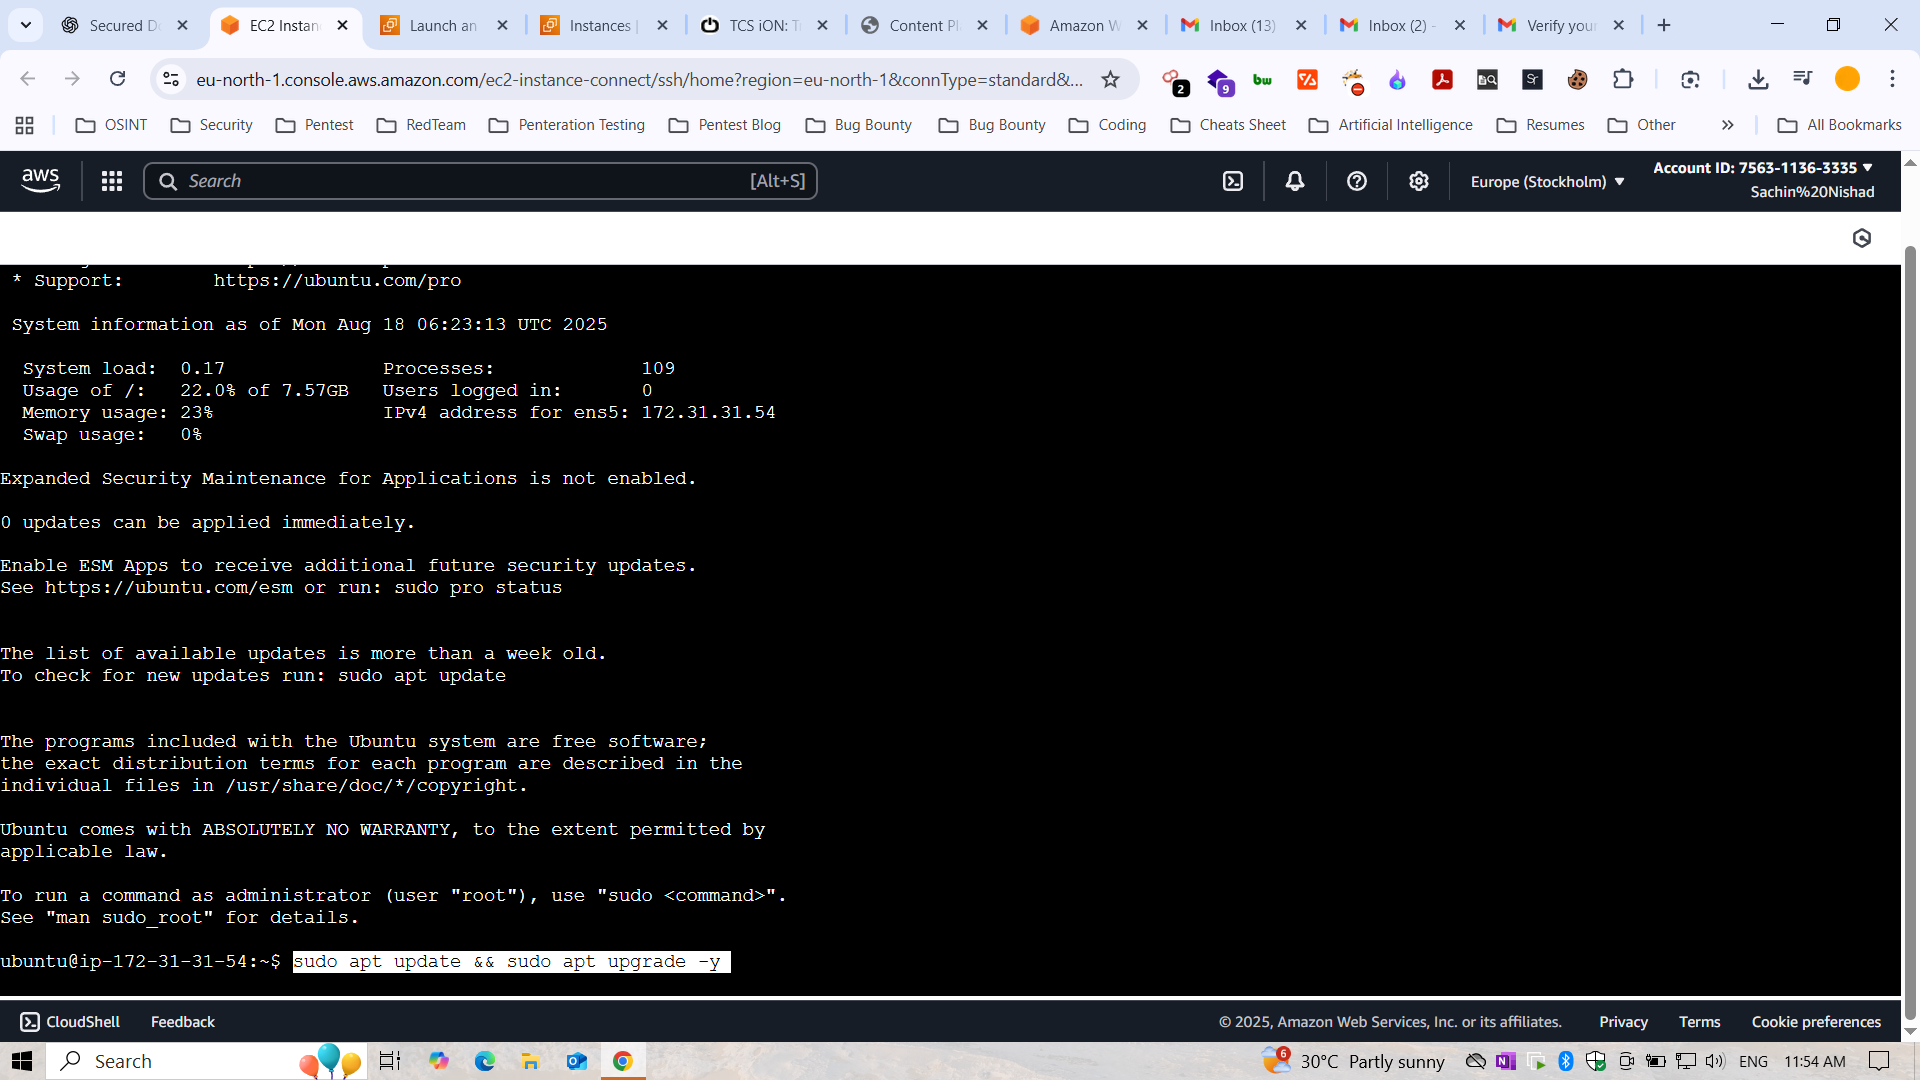 Secured Do
EC2 Instan
Launch an
Instances |
TCS iON: T
Content Pl
Amazon W
Inbox (13)
Inbox (2) -
Verify your
eu-north-1.console.aws.amazon.com/ec2-instance-connect/ssh/home?region=eu-north-1&connType=standard&...
2
9
bw
OSINT
Security
Pentest
RedTeam
Penteration Testing
Pentest Blog
Bug Bounty
Bug Bounty
Coding
Cheats Sheet
Artificial Intelligence
Resumes
Other
All Bookmarks
aws
Search
[Alt+S]
Europe (Stockholm)
Account ID: 7563-1136-3335
Sachin%20Nishad
* Support: https://ubuntu.com/pro
System information as of Mon Aug 18 06:23:13 UTC 2025
System load: 0.17 Processes: 109
Usage of /: 22.0% of 7.57GB Users logged in: 0
Memory usage: 23% IPv4 address for ens5: 172.31.31.54
Swap usage: 0%
Expanded Security Maintenance for Applications is not enabled.
0 updates can be applied immediately.
Enable ESM Apps to receive additional future security updates.
See https://ubuntu.com/esm or run: sudo pro status
The list of available updates is more than a week old.
To check for new updates run: sudo apt update
The programs included with the Ubuntu system are free software;
the exact distribution terms for each program are described in the
individual files in /usr/share/doc/*/copyright.
Ubuntu comes with ABSOLUTELY NO WARRANTY, to the extent permitted by
applicable law.
To run a command as administrator (user "root"), use "sudo <command>".
See "man sudo_root" for details.
ubuntu@ip-172-31-31-54:~$ sudo apt update && sudo apt upgrade -y
CloudShell
Feedback
© 2025, Amazon Web Services, Inc. or its affiliates.
Privacy
Terms
Cookie preferences
Search
6
30°C Partly sunny
ENG
11:54 AM